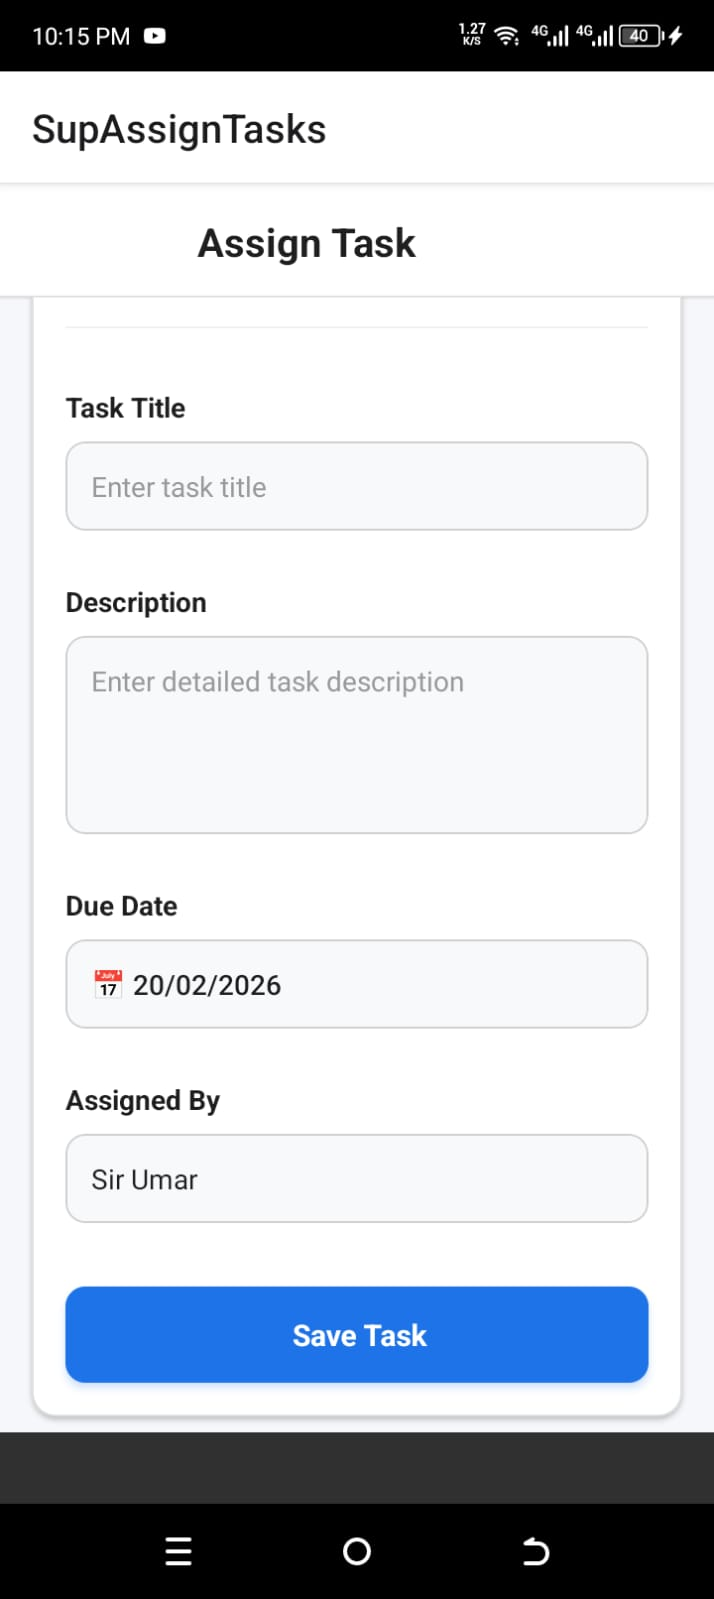 10:15 PM
1.27 K/S 4G 4G 40
SupAssignTasks
Assign Task
Task Title
Enter task title
Description
Enter detailed task description
Due Date
July 17 20/02/2026
Assigned By
Sir Umar
Save Task